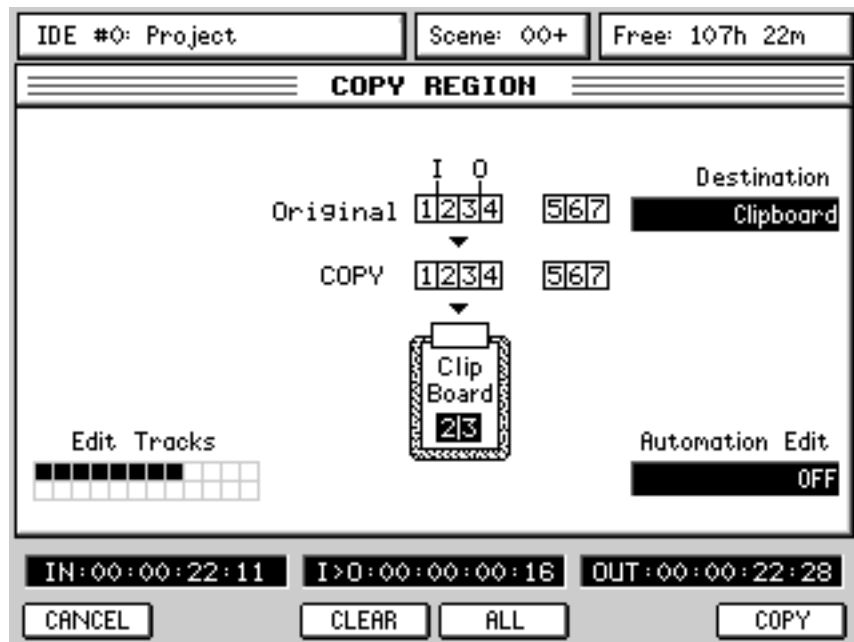 IDE #0: Project
Scene: 00+
Free: 107h 22m
COPY REGION
I O
Destination
Original 1234 567
Clipboard
COPY 1234 567
Clip
Board
23
Edit Tracks
Automation Edit
OFF
IN:00:00:22:11
I>O:00:00:00:16
OUT:00:00:22:28
CANCEL
CLEAR
ALL
COPY